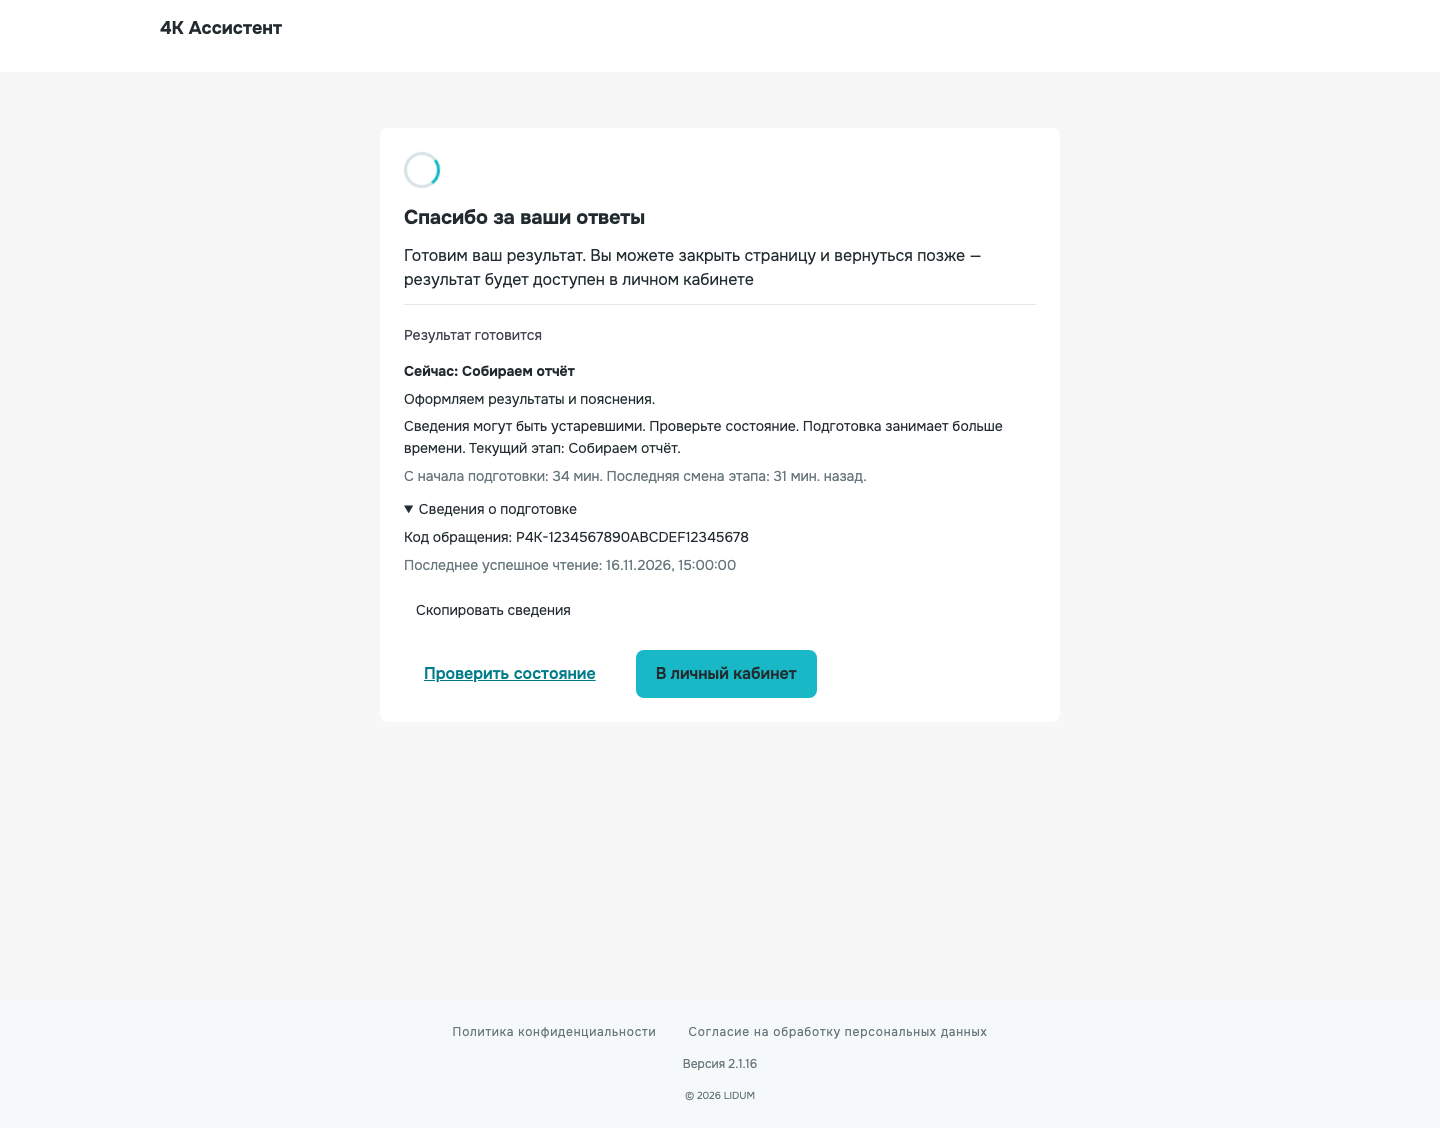 4K Ассистент
Спасибо за ваши ответы
Готовим ваш результат. Вы можете закрыть страницу и вернуться позже —
результат будет доступен в личном кабинете
Результат готовится
Сейчас: Собираем отчёт
Оформляем результаты и пояснения.
Сведения могут быть устаревшими. Проверьте состояние. Подготовка занимает больше
времени. Текущий этап: Собираем отчёт.
С начала подготовки: 34 мин. Последняя смена этапа: 31 мин. назад.
▼ Сведения о подготовке
Код обращения: P4K-1234567890ABCDEF12345678
Последнее успешное чтение: 16.11.2026, 15:00:00
Скопировать сведения
Проверить состояние В личный кабинет
Политика конфиденциальности Согласие на обработку персональных данных
Версия 2.1.16
© 2026 LIDUM